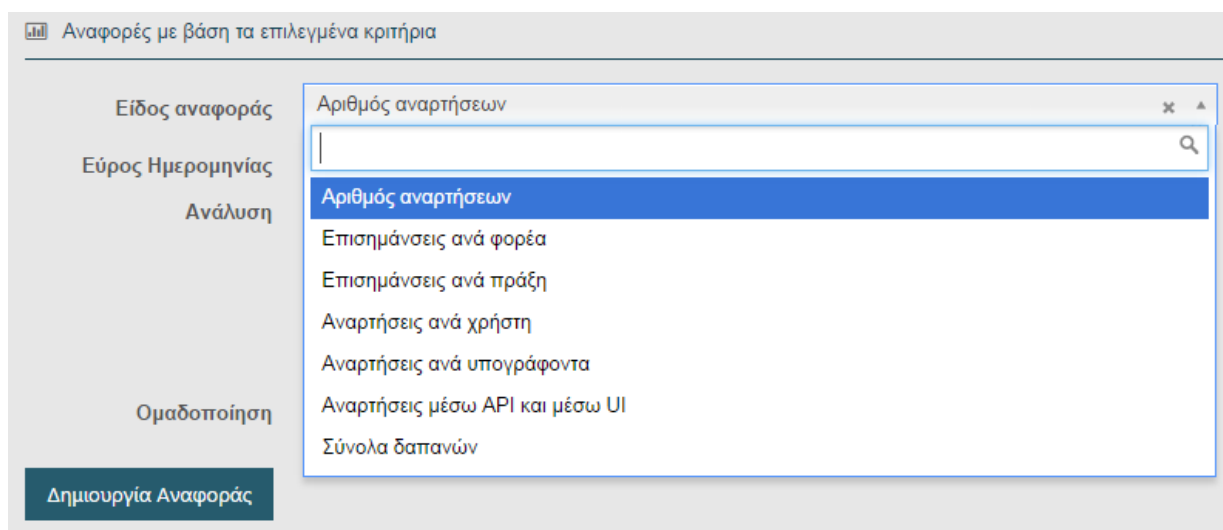 Αναφορές με βάση τα επιλεγμένα κριτήρια
Είδος αναφοράς
Αριθμός αναρτήσεων
Εύρος Ημερομηνίας
Ανάλυση
Αριθμός αναρτήσεων
Επισημάνσεις ανά φορέα
Επισημάνσεις ανά πράξη
Αναρτήσεις ανά χρήστη
Αναρτήσεις ανά υπογράφοντα
Ομαδοποίηση
Αναρτήσεις μέσω API και μέσω UI
Σύνολα δαπανών
Δημιουργία Αναφοράς